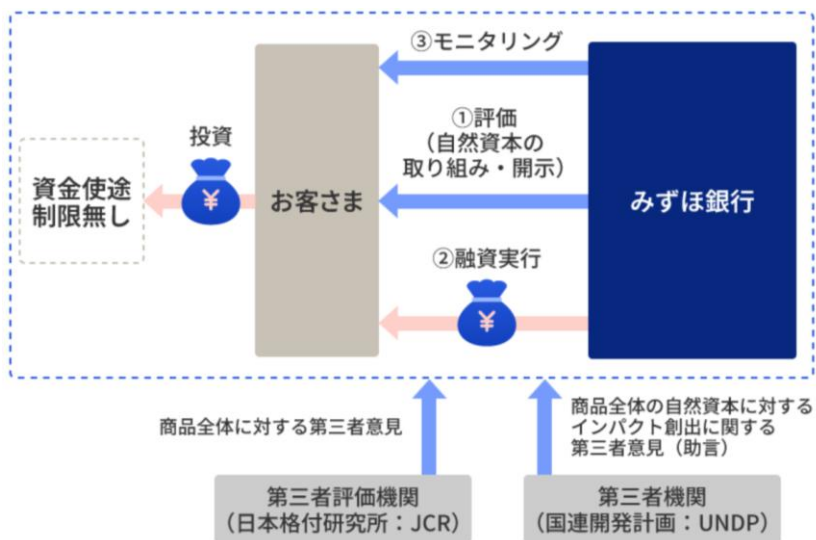 ③モニタリング
①評価
（自然資本の
取り組み・開示）
投資
¥
資金使途
制限無し
お客さま
みずほ銀行
②融資実行
¥
商品全体に対する第三者意見
商品全体の自然資本に対する
インパクト創出に関する
第三者意見（助言）
第三者評価機関
（日本格付研究所：JCR）
第三者機関
（国連開発計画：UNDP）